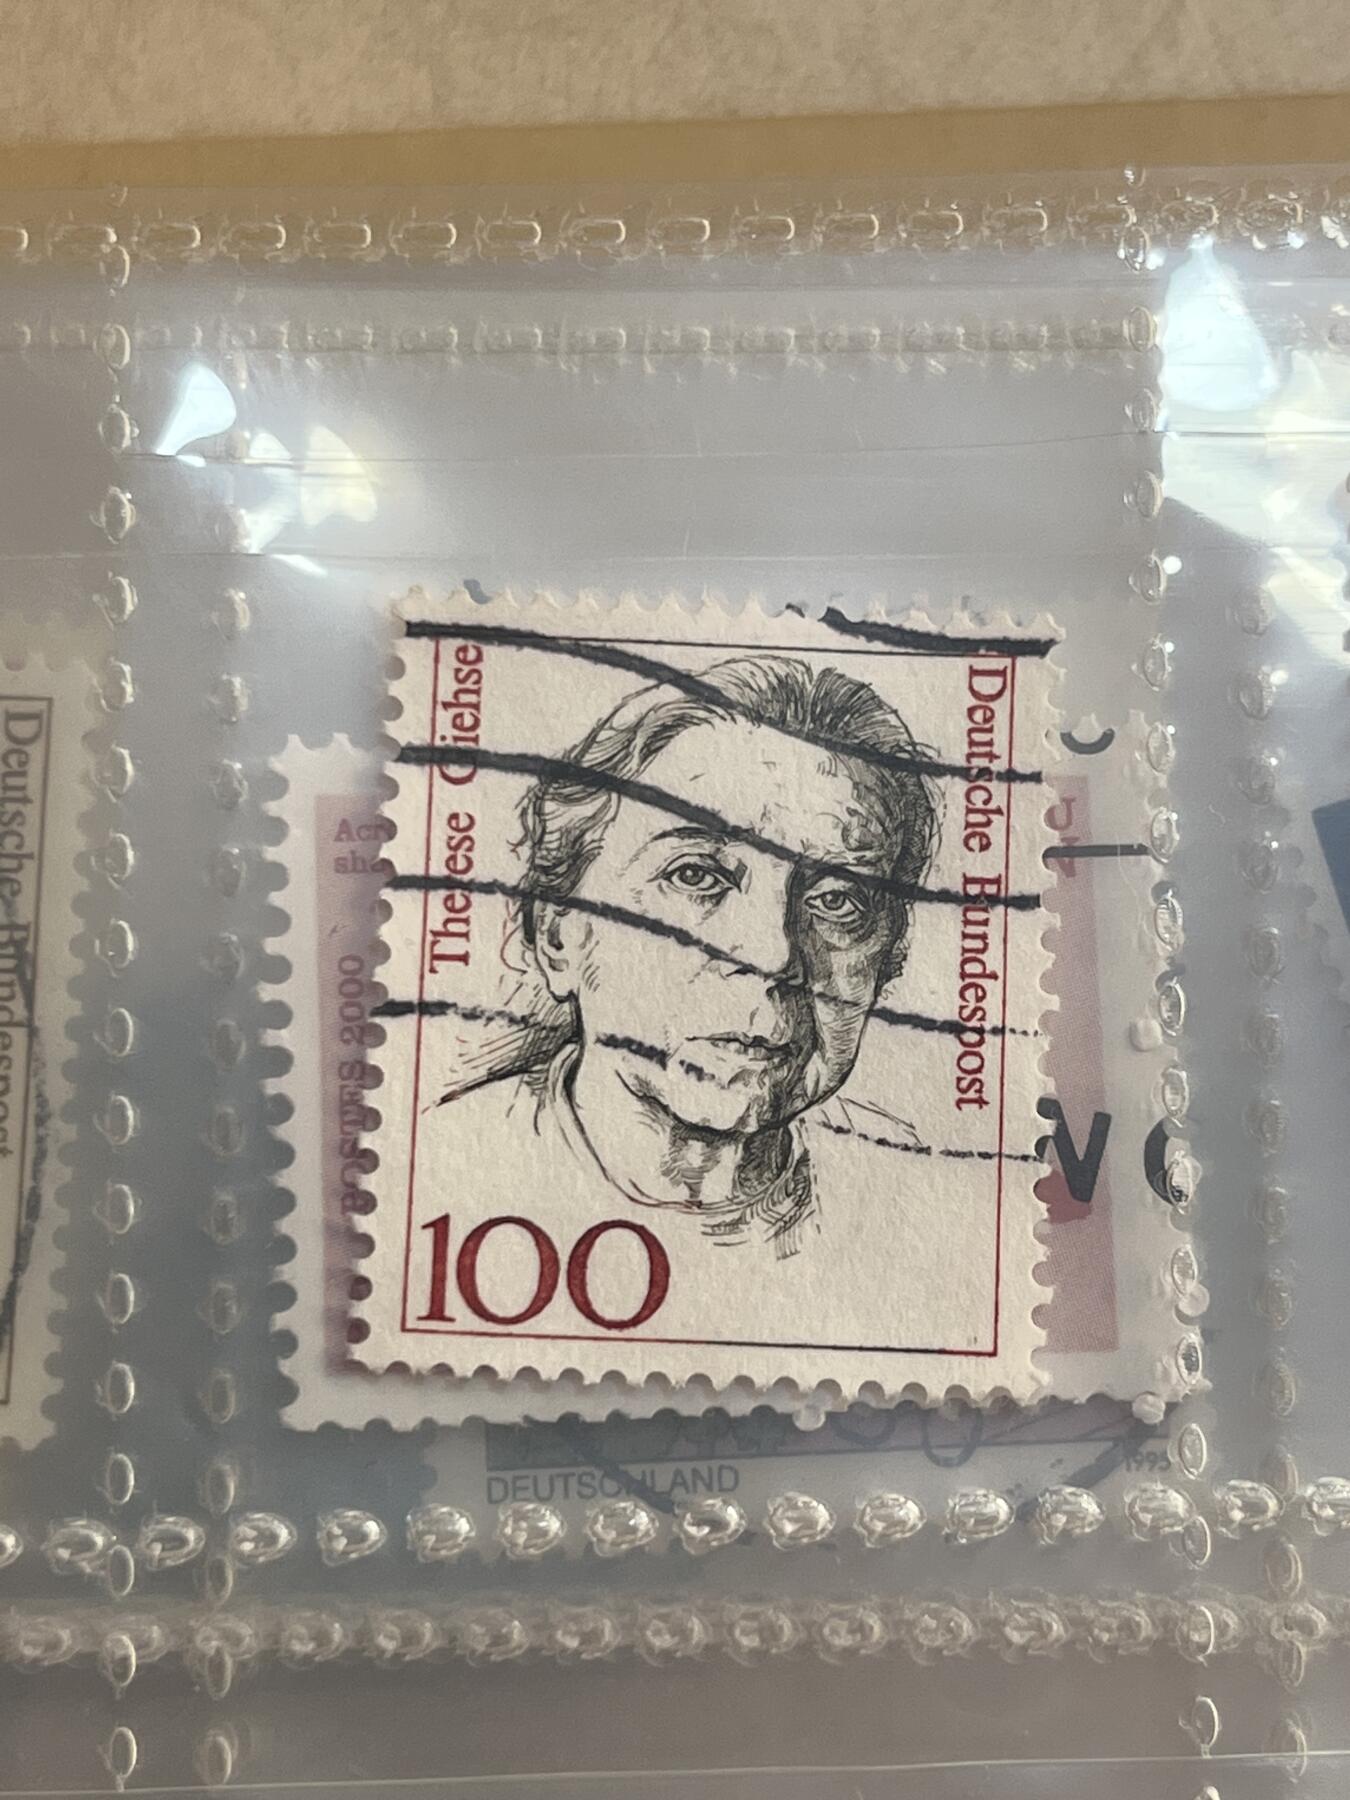 Therese Giehse
Deutsche Bundespost
100
Deutsche Bundespost
POSTES 2000
DEUTSCHLAND
1995